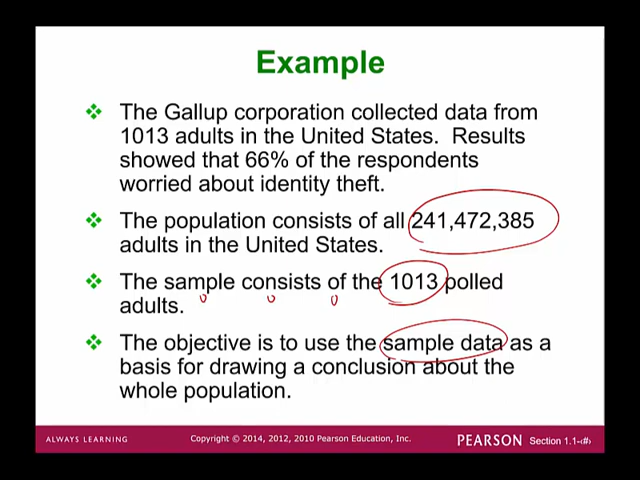 Example
The Gallup corporation collected data from
1013 adults in the United States. Results
showed that 66% of the respondents
worried about identity theft.
The population consists of all 241,472,385
adults in the United States.
The sample consists of the 1013 polled
adults.
The objective is to use the sample data as a
basis for drawing a conclusion about the
whole population.
ALWAYS LEARNING
Copyright © 2014, 2012, 2010 Pearson Education, Inc.
PEARSON
Section 1.1-‹#›